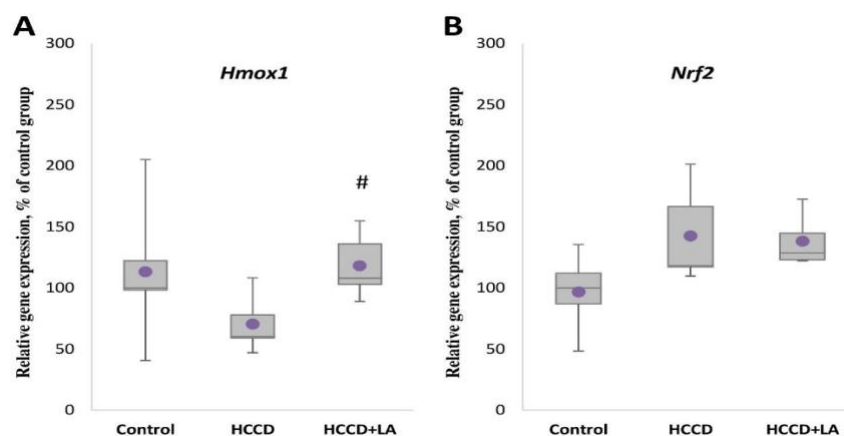 A
Hmox1
Relative gene expression, % of control group
300
250
200
150
100
50
0
Control HCCD HCCD+LA
#
B
Nrf2
Relative gene expression, % of control group
300
250
200
150
100
50
0
Control HCCD HCCD+LA